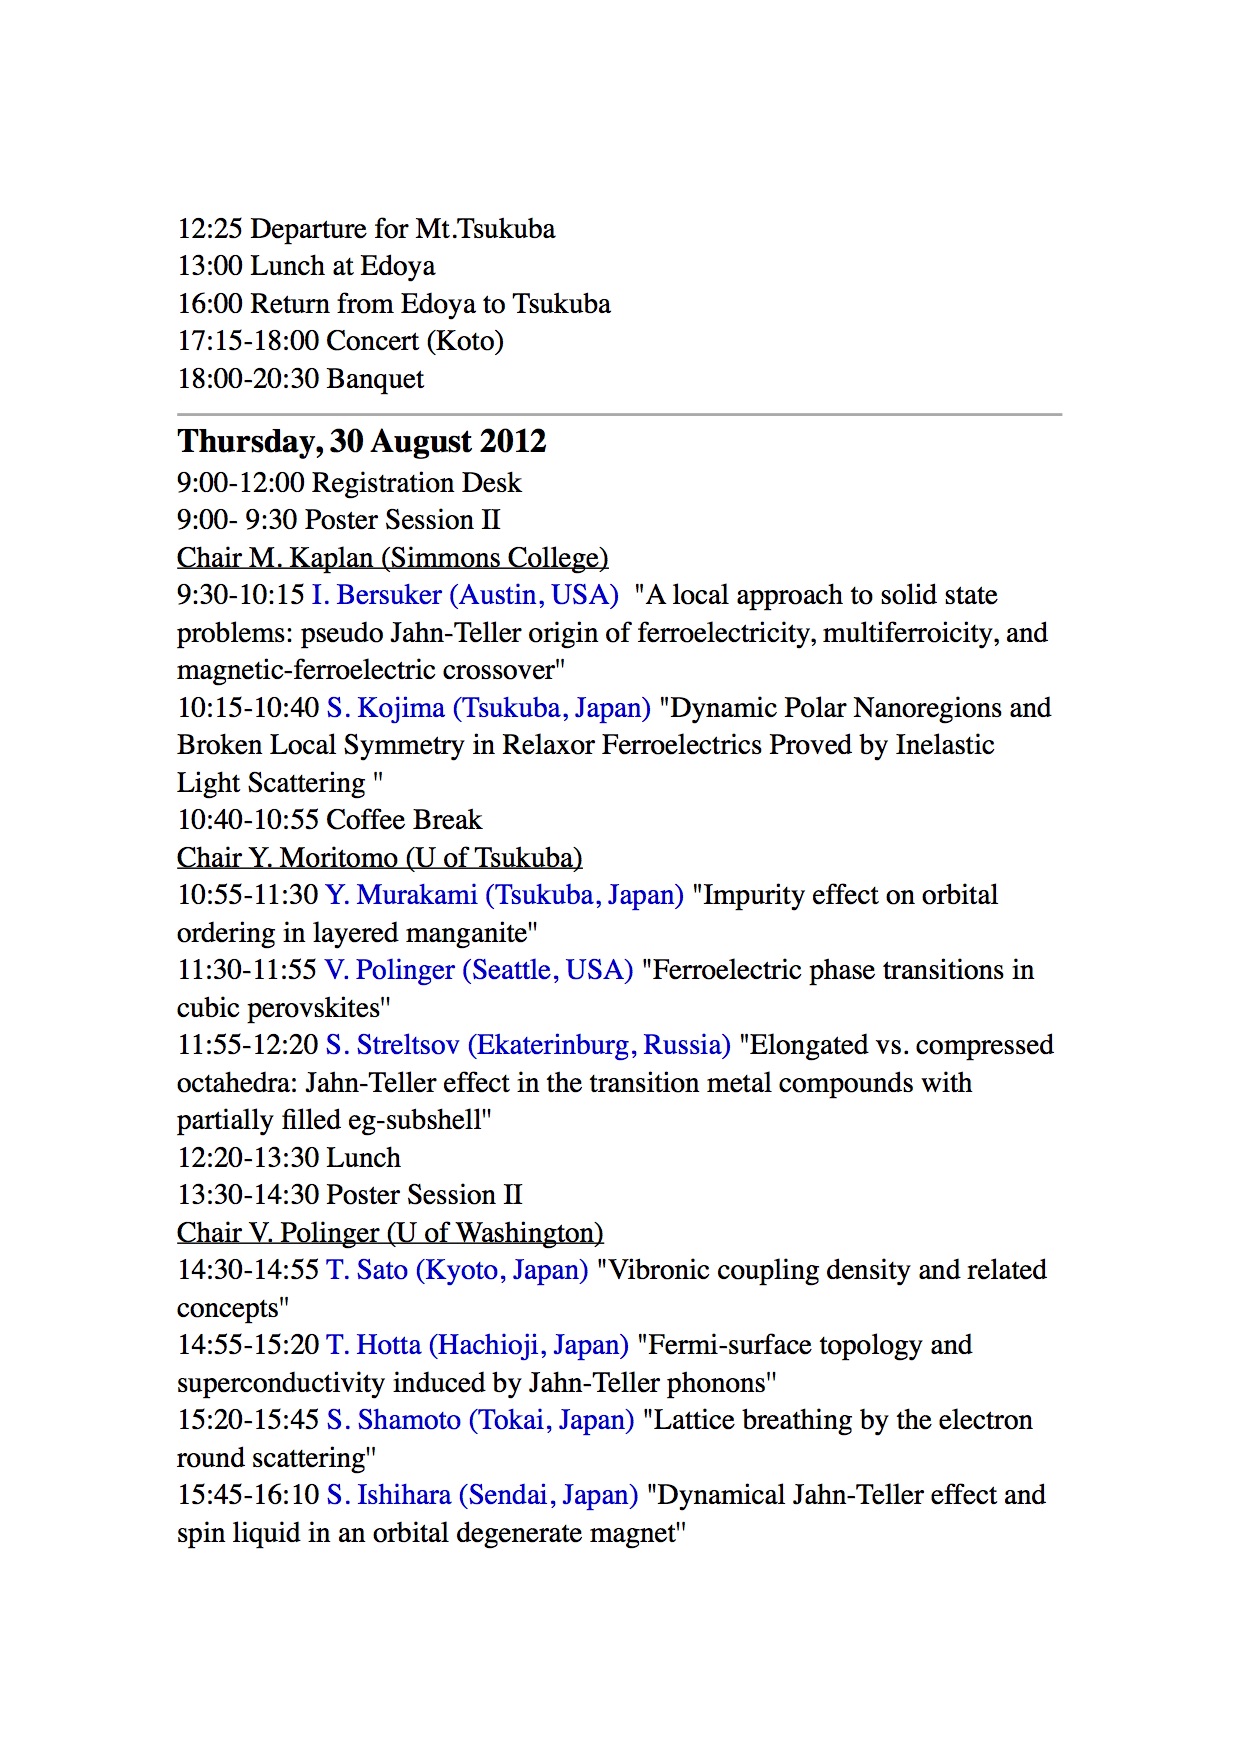 12:25 Departure for Mt.Tsukuba
13:00 Lunch at Edoya
16:00 Return from Edoya to Tsukuba
17:15-18:00 Concert (Koto)
18:00-20:30 Banquet
Thursday, 30 August 2012
9:00-12:00 Registration Desk
9:00- 9:30 Poster Session II
Chair M. Kaplan (Simmons College)
9:30-10:15 I. Bersuker (Austin, USA)  "A local approach to solid state
problems: pseudo Jahn-Teller origin of ferroelectricity, multiferroicity, and
magnetic-ferroelectric crossover"
10:15-10:40 S. Kojima (Tsukuba, Japan) "Dynamic Polar Nanoregions and
Broken Local Symmetry in Relaxor Ferroelectrics Proved by Inelastic
Light Scattering "
10:40-10:55 Coffee Break
Chair Y. Moritomo (U of Tsukuba)
10:55-11:30 Y. Murakami (Tsukuba, Japan) "Impurity effect on orbital
ordering in layered manganite"
11:30-11:55 V. Polinger (Seattle, USA) "Ferroelectric phase transitions in
cubic perovskites"
11:55-12:20 S. Streltsov (Ekaterinburg, Russia) "Elongated vs. compressed
octahedra: Jahn-Teller effect in the transition metal compounds with
partially filled eg-subshell"
12:20-13:30 Lunch
13:30-14:30 Poster Session II
Chair V. Polinger (U of Washington)
14:30-14:55 T. Sato (Kyoto, Japan) "Vibronic coupling density and related
concepts"
14:55-15:20 T. Hotta (Hachioji, Japan) "Fermi-surface topology and
superconductivity induced by Jahn-Teller phonons"
15:20-15:45 S. Shamoto (Tokai, Japan) "Lattice breathing by the electron
round scattering"
15:45-16:10 S. Ishihara (Sendai, Japan) "Dynamical Jahn-Teller effect and
spin liquid in an orbital degenerate magnet"